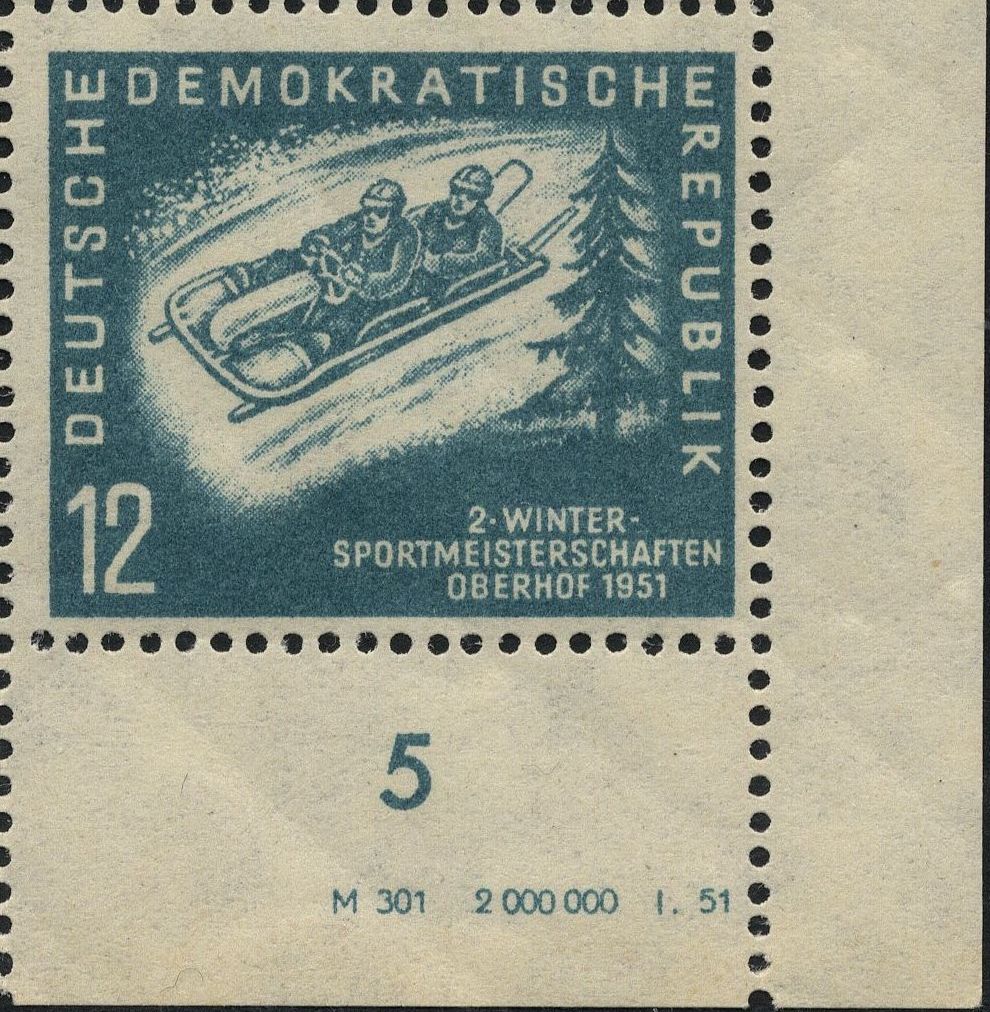 DEUTSCHE
DEMOKRATISCHE
REPUBLIK
12
2. WINTER-
SPORTMEISTERSCHAFTEN
OBERHOF 1951
5
M 301 2 000 000 I. 51